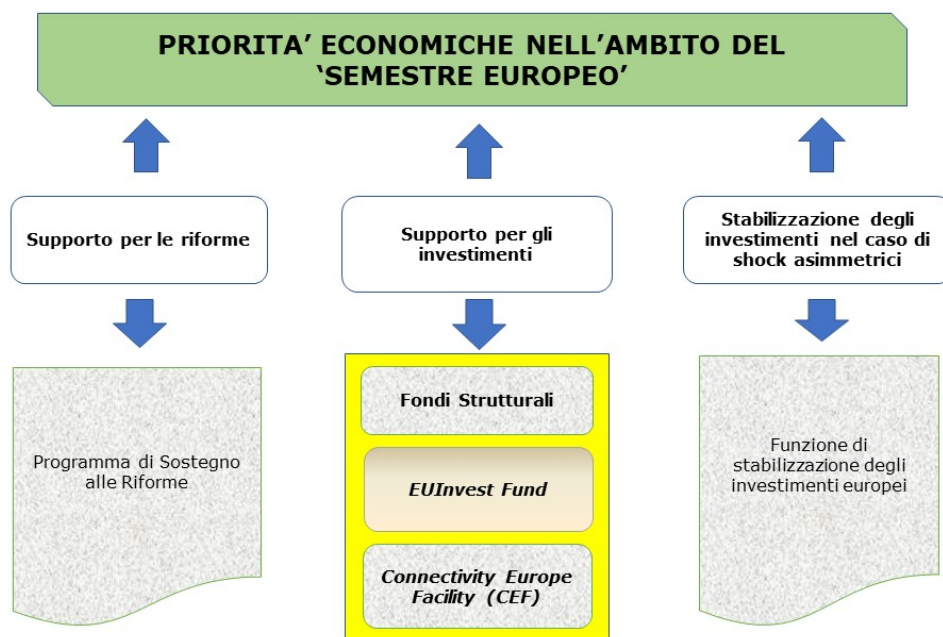 PRIORITA’ ECONOMICHE NELL’AMBITO DEL
‘SEMESTRE EUROPEO’
Supporto per le riforme
Supporto per gli
investimenti
Stabilizzazione degli
investimenti nel caso di
shock asimmetrici
Programma di Sostegno
alle Riforme
Fondi Strutturali
EUInvest Fund
Connectivity Europe
Facility (CEF)
Funzione di
stabilizzazione degli
investimenti europei